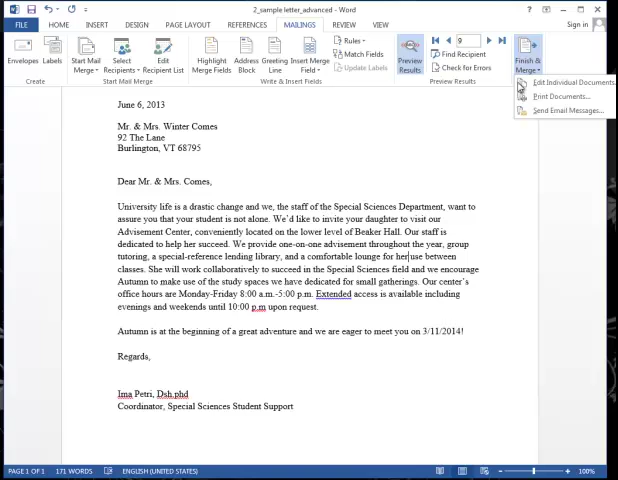 2_sample letter_advanced - Word
Sign in
FILE HOME INSERT DESIGN PAGE LAYOUT REFERENCES MAILINGS REVIEW VIEW
Envelopes Labels
Create
Start Mail Merge Select Recipients Edit Recipient List
Start Mail Merge
Highlight Merge Fields Address Block Greeting Line Insert Merge Field
Rules
Match Fields
Update Labels
Write & Insert Fields
Preview Results
9
Find Recipient
Check for Errors
Preview Results
Finish & Merge
Edit Individual Documents...
Print Documents...
Send Email Messages...
June 6, 2013
Mr. & Mrs. Winter Comes
92 The Lane
Burlington, VT 68795
Dear Mr. & Mrs. Comes,
University life is a drastic change and we, the staff of the Special Sciences Department, want to
assure you that your student is not alone. We'd like to invite your daughter to visit our
Advisement Center, conveniently located on the lower level of Beaker Hall. Our staff is
dedicated to help her succeed. We provide one-on-one advisement throughout the year, group
tutoring, a special-reference lending library, and a comfortable lounge for her use between
classes. She will work collaboratively to succeed in the Special Sciences field and we encourage
Autumn to make use of the study spaces we have dedicated for small gatherings. Our center's
office hours are Monday-Friday 8:00 a.m.-5:00 p.m. Extended access is available including
evenings and weekends until 10:00 p.m upon request.
Autumn is at the beginning of a great adventure and we are eager to meet you on 3/11/2014!
Regards,
Ima Petri, Dsh.phd
Coordinator, Special Sciences Student Support
PAGE 1 OF 1 171 WORDS ENGLISH (UNITED STATES) 100%